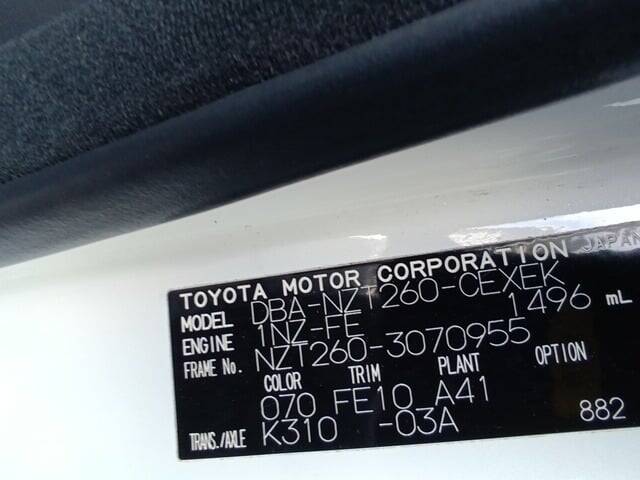 TOYOTA MOTOR CORPORATION JAPAN
MODEL DBA-NZT260-CEXEK
ENGINE 1NZ-FE 1496 mL
FRAME No. NZT260-3070955
COLOR TRIM PLANT OPTION
070 FE10 A41
TRANS./AXLE K310 -03A 882